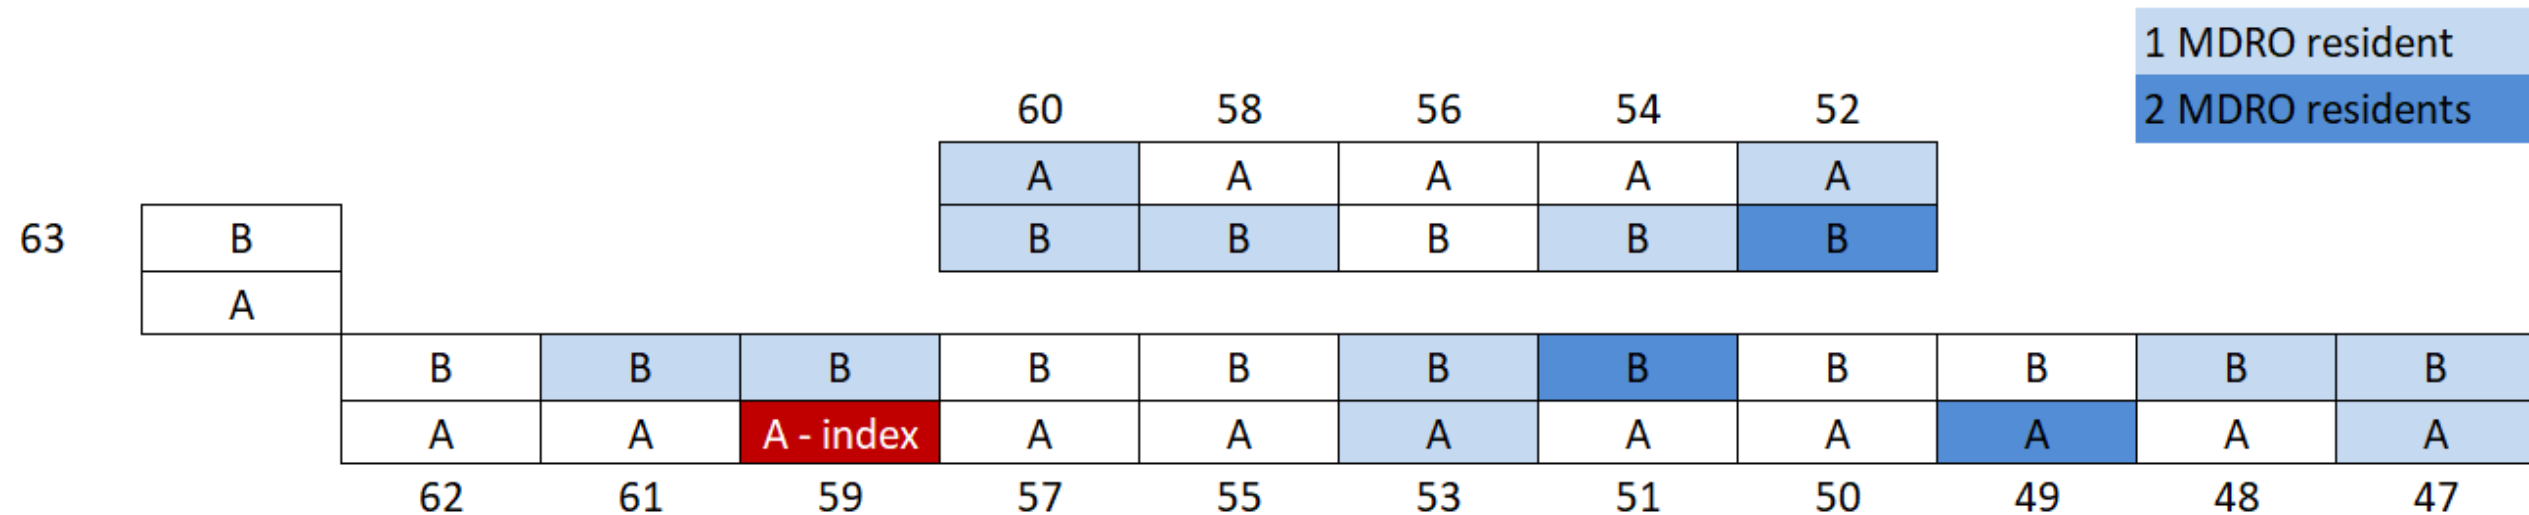 1 MDRO resident
2 MDRO residents
60 58 56 54 52
A A A A A
63 B B B B B B
A
B B B B B B B B B B B
A A A - index A A A A A A A A
62 61 59 57 55 53 51 50 49 48 47